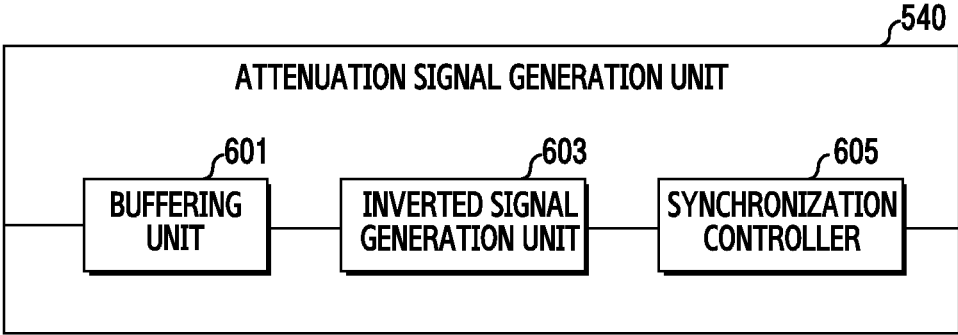 540
ATTENUATION SIGNAL GENERATION UNIT
601
603
605
BUFFERING
UNIT
INVERTED SIGNAL
GENERATION UNIT
SYNCHRONIZATION
CONTROLLER